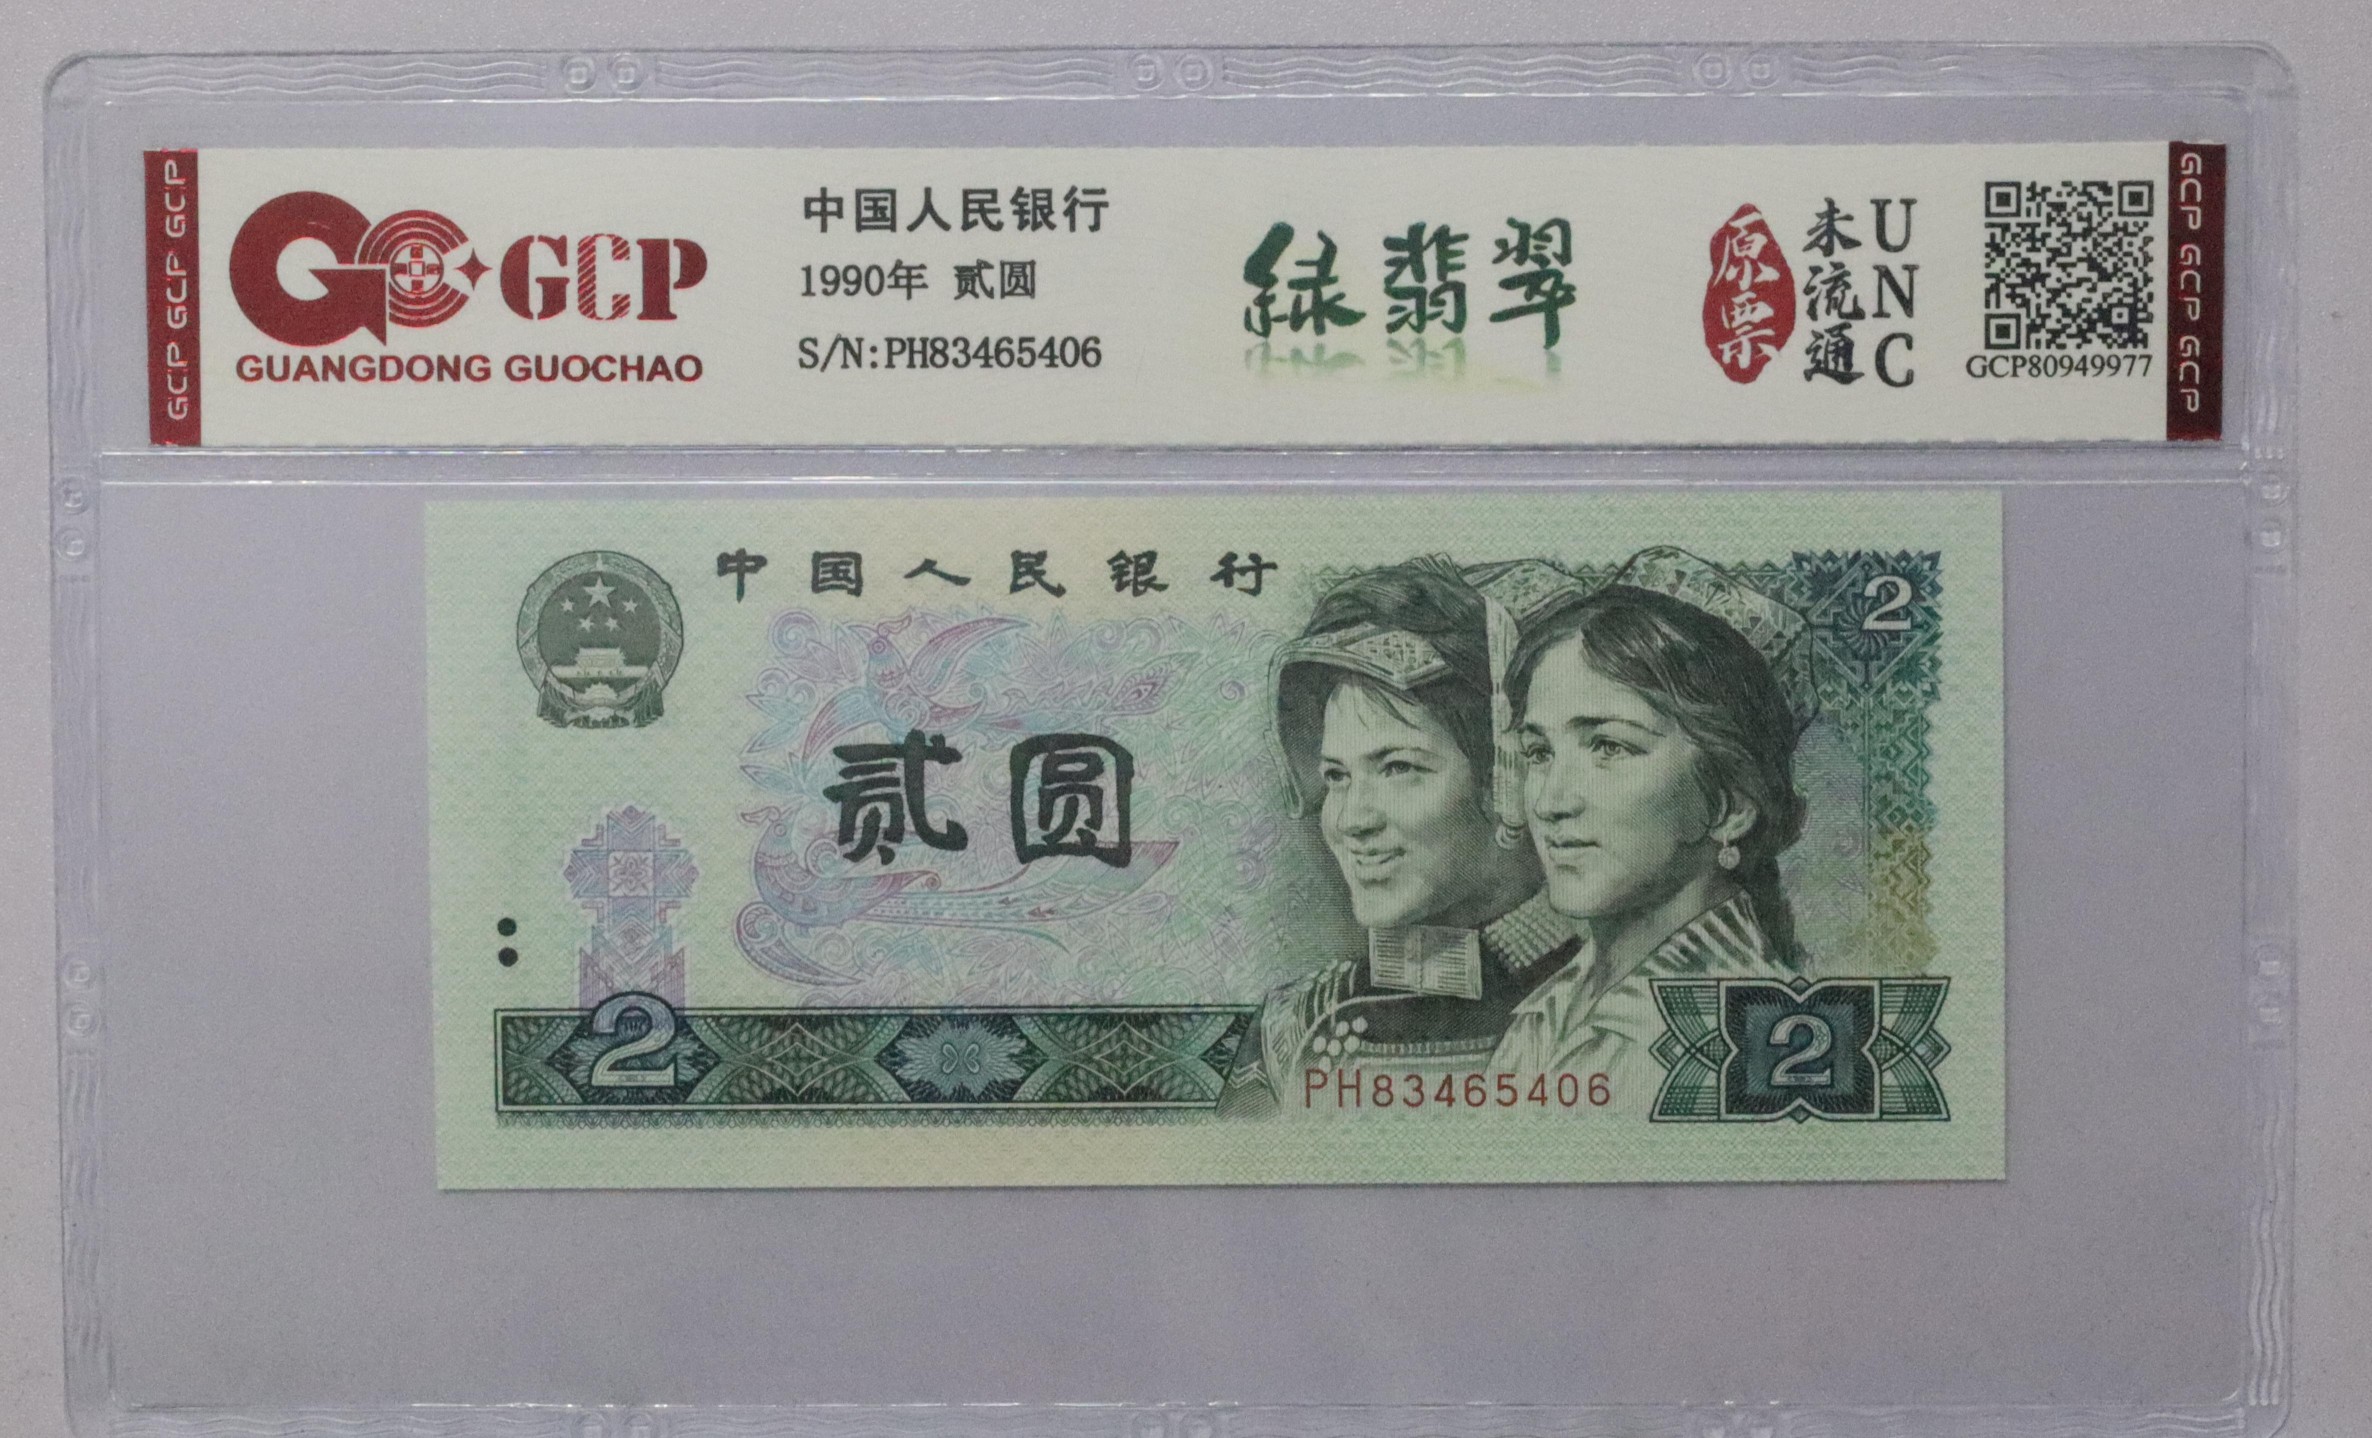 GCP GCP GCP
GCP
GUANGDONG GUOCHAO
中国人民银行
1990年 贰圆
S/N:PH83465406
绿翡翠
原票
未流通
UNC
GCP80949977
GCP GCP GCP
中国人民银行
2
贰圆
2
PH83465406
2